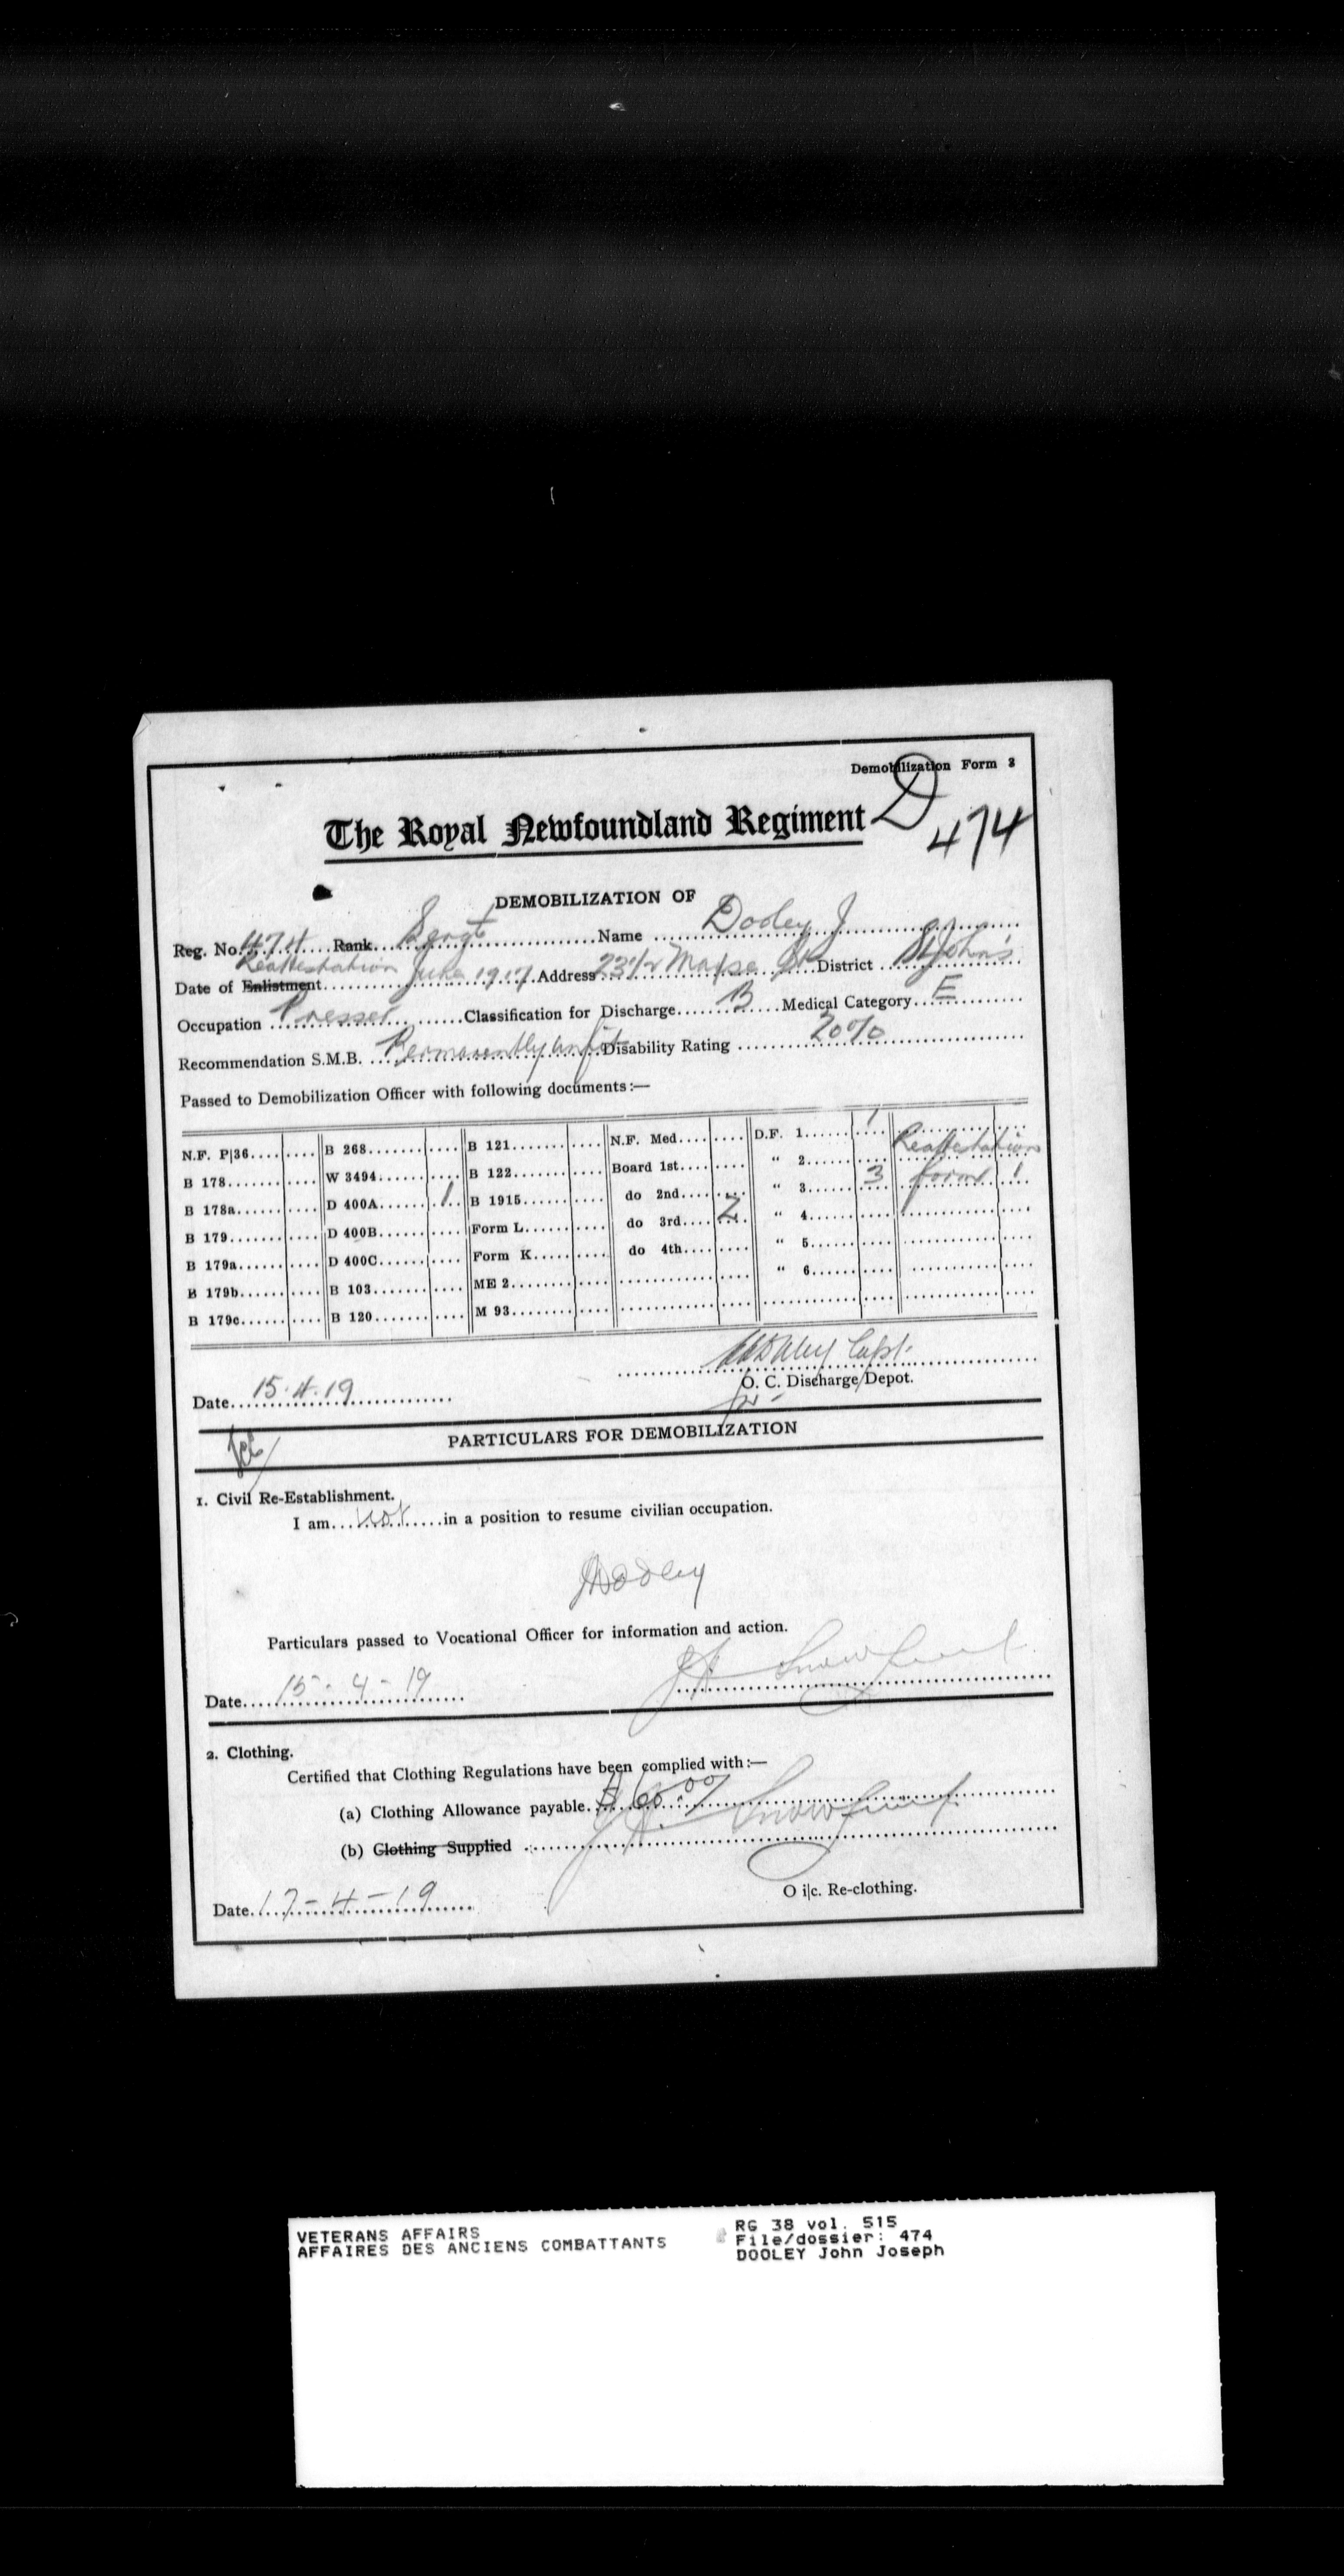 Demobilization Form 3
D
474
The Royal Newfoundland Regiment
DEMOBILIZATION OF
Reg. No. 474 Rank Sergt Name Dooley J
Reattestation
Date of Enlistment June 1917 Address 23½ St District St John's
Occupation Presser Classification for Discharge B Medical Category E
Recommendation S.M.B. Permanently unfit Disability Rating 20%
Passed to Demobilization Officer with following documents:—
N.F. P|36 B 268 B 121 N.F. Med. D.F. 1 1
B 178 W 3494 B 122 Board 1st " 2 Reattestation
B 178a D 400A 1 B 1915 do 2nd " 3 3 form 1
B 179 D 400B Form L do 3rd 2 " 4
B 179a D 400C Form K do 4th " 5
B 179b B 103 ME 2 " 6
B 179c B 120 M 93
Capt.
Date 15.4.19 O. C. Discharge Depot.
PARTICULARS FOR DEMOBILIZATION
1. Civil Re-Establishment.
I am not in a position to resume civilian occupation.
J Dooley
Particulars passed to Vocational Officer for information and action.
Date 15-4-19 Snow Lieut.
2. Clothing.
Certified that Clothing Regulations have been complied with:—
(a) Clothing Allowance payable. $60.00 Snow Lieut.
(b) Clothing Supplied
O i|c. Re-clothing.
Date 17-4-19
VETERANS AFFAIRS
AFFAIRES DES ANCIENS COMBATTANTS
RG 38 vol. 515
File/dossier: 474
DOOLEY John Joseph